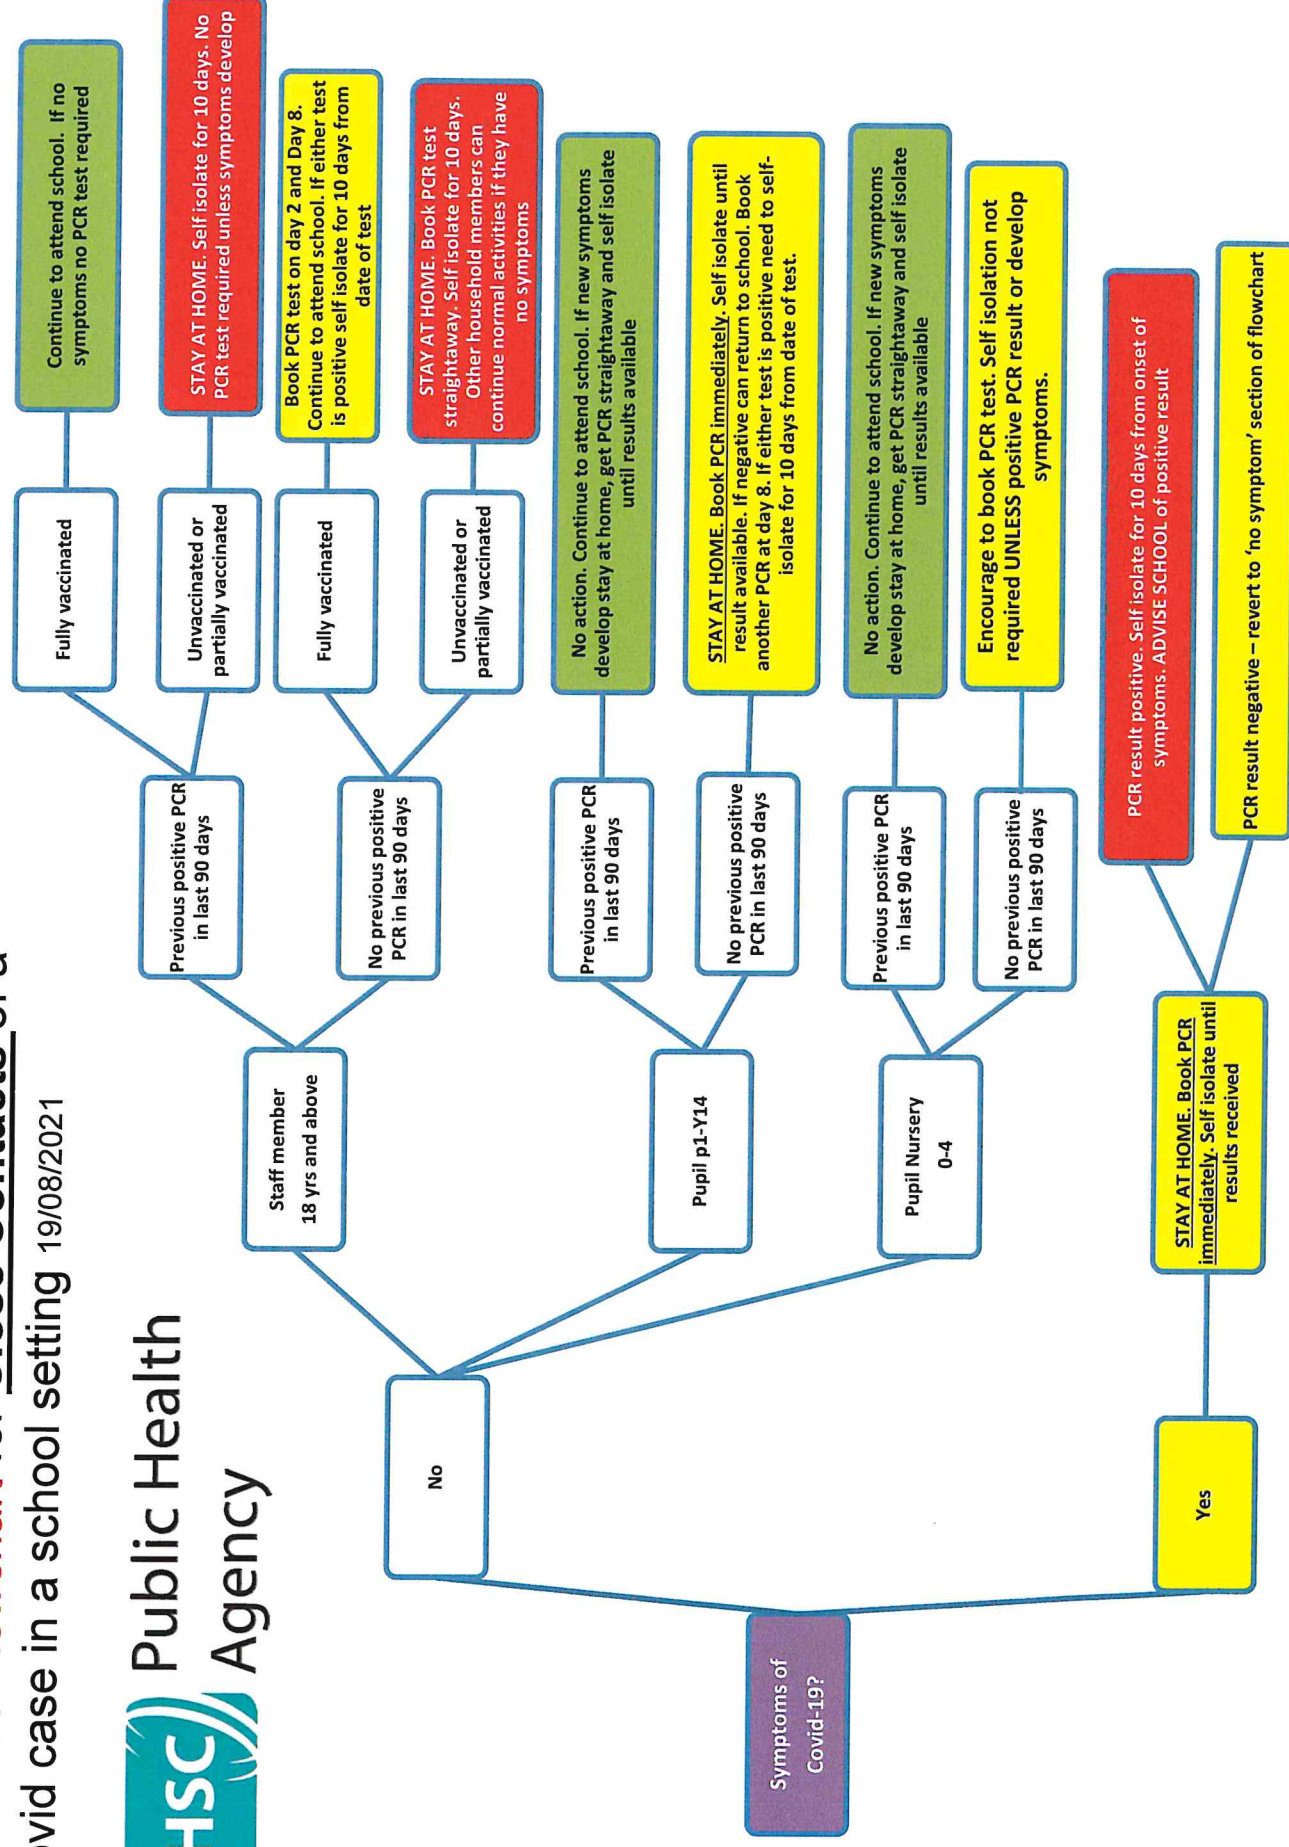 flowchart for Close Contacts of a
ovid case in a school setting 19/08/2021
HSC
Public Health
Agency
Symptoms of
Covid-19?
No
Staff member
18 yrs and above
Previous positive PCR
in last 90 days
Fully vaccinated
Continue to attend school. If no
symptoms no PCR test required
Unvaccinated or
partially vaccinated
STAY AT HOME. Self isolate for 10 days. No
PCR test required unless symptoms develop
No previous positive
PCR in last 90 days
Fully vaccinated
Book PCR test on day 2 and Day 8.
Continue to attend school. If either test
is positive self isolate for 10 days from
date of test
Unvaccinated or
partially vaccinated
STAY AT HOME. Book PCR test
straightaway. Self isolate for 10 days.
Other household members can
continue normal activities if they have
no symptoms
Pupil p1-Y14
Previous positive PCR
in last 90 days
No action. Continue to attend school. If new symptoms
develop stay at home, get PCR straightaway and self isolate
until results available
No previous positive
PCR in last 90 days
STAY AT HOME. Book PCR immediately. Self isolate until
result available. If negative can return to school. Book
another PCR at day 8. If either test is positive need to self-
isolate for 10 days from date of test.
Pupil Nursery
0-4
Previous positive PCR
in last 90 days
No action. Continue to attend school. If new symptoms
develop stay at home, get PCR straightaway and self isolate
until results available
No previous positive
PCR in last 90 days
Encourage to book PCR test. Self isolation not
required UNLESS positive PCR result or develop
symptoms.
Yes
STAY AT HOME. Book PCR
immediately. Self isolate until
results received
PCR result positive. Self isolate for 10 days from onset of
symptoms. ADVISE SCHOOL of positive result
PCR result negative – revert to ‘no symptom’ section of flowchart